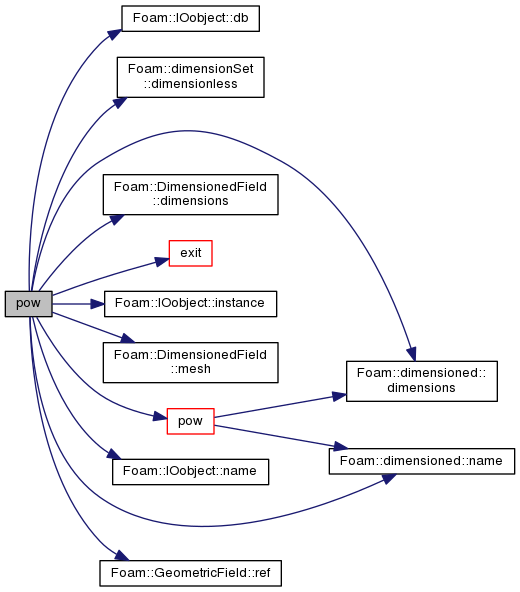 Foam::IOobject::db
Foam::dimensionSet
::dimensionless
Foam::DimensionedField
::dimensions
exit
pow
Foam::IOobject::instance
Foam::DimensionedField
::mesh
Foam::dimensioned::
dimensions
pow
Foam::IOobject::name
Foam::dimensioned::name
Foam::GeometricField::ref